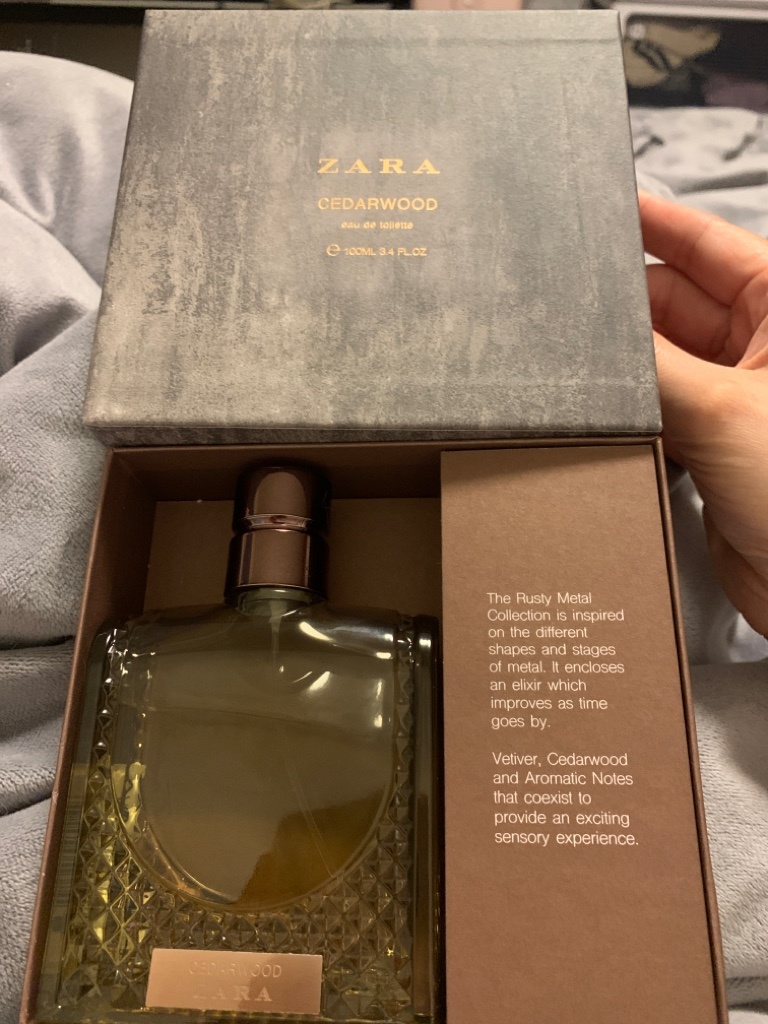 ZARA
CEDARWOOD
eau de toilette
℮ 100ML 3.4 FL.OZ
The Rusty Metal
Collection is inspired
on the different
shapes and stages
of metal. It encloses
an elixir which
improves as time
goes by.
Vetiver, Cedarwood
and Aromatic Notes
that coexist to
provide an exciting
sensory experience.
CEDARWOOD
ZARA